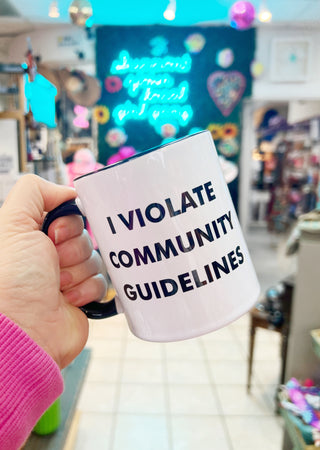 I VIOLATE
COMMUNITY
GUIDELINES